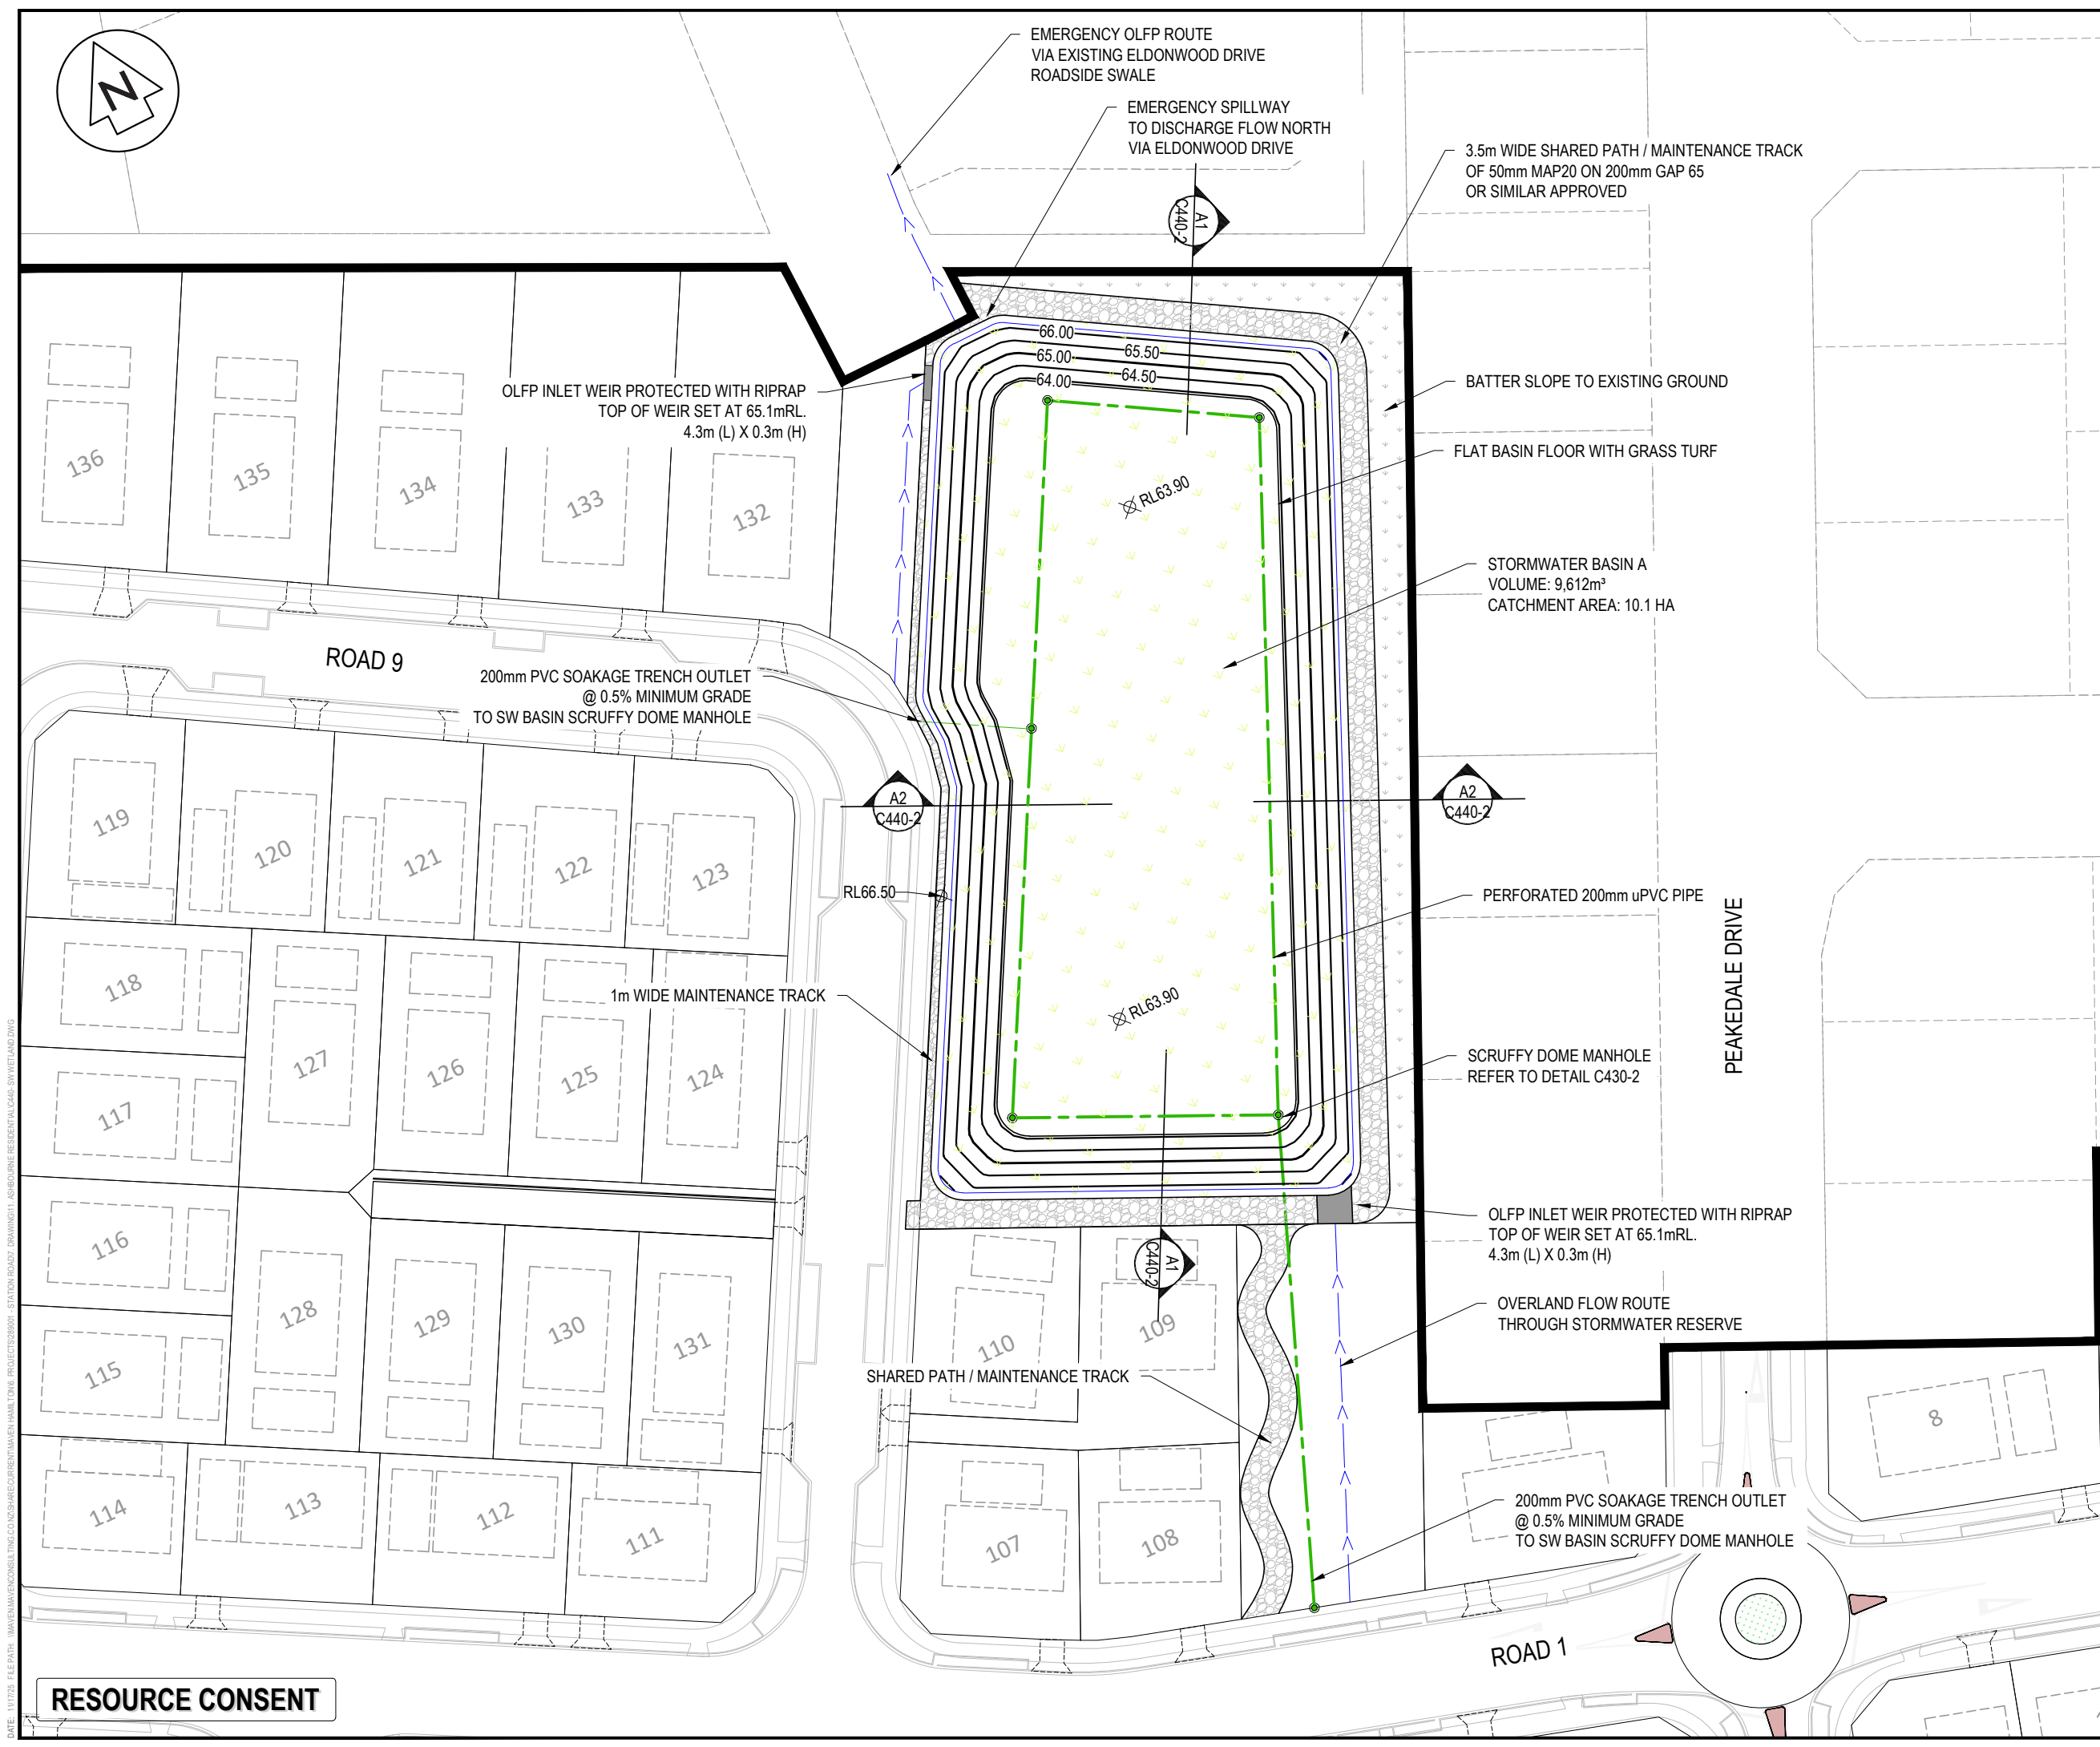 N
EMERGENCY OLFP ROUTE
VIA EXISTING ELDONWOOD DRIVE
ROADSIDE SWALE
EMERGENCY SPILLWAY
TO DISCHARGE FLOW NORTH
VIA ELDONWOOD DRIVE
3.5m WIDE SHARED PATH / MAINTENANCE TRACK
OF 50mm MAP20 ON 200mm GAP 65
OR SIMILAR APPROVED
A1
C440-2
66.00
65.50
65.00
64.50
64.00
OLFP INLET WEIR PROTECTED WITH RIPRAP
TOP OF WEIR SET AT 65.1mRL.
4.3m (L) X 0.3m (H)
BATTER SLOPE TO EXISTING GROUND
FLAT BASIN FLOOR WITH GRASS TURF
136
135
134
133
132
RL63.90
STORMWATER BASIN A
VOLUME: 9,612m³
CATCHMENT AREA: 10.1 HA
ROAD 9
200mm PVC SOAKAGE TRENCH OUTLET
@ 0.5% MINIMUM GRADE
TO SW BASIN SCRUFFY DOME MANHOLE
A2
C440-2
A2
C440-2
119
120
121
122
123
RL66.50
PERFORATED 200mm uPVC PIPE
PEAKEDALE DRIVE
118
1m WIDE MAINTENANCE TRACK
RL63.90
127
126
125
124
SCRUFFY DOME MANHOLE
REFER TO DETAIL C430-2
117
116
OLFP INLET WEIR PROTECTED WITH RIPRAP
TOP OF WEIR SET AT 65.1mRL.
4.3m (L) X 0.3m (H)
A1
C440-2
128
129
130
131
110
109
OVERLAND FLOW ROUTE
THROUGH STORMWATER RESERVE
115
SHARED PATH / MAINTENANCE TRACK
8
114
113
112
111
107
108
200mm PVC SOAKAGE TRENCH OUTLET
@ 0.5% MINIMUM GRADE
TO SW BASIN SCRUFFY DOME MANHOLE
ROAD 1
RESOURCE CONSENT